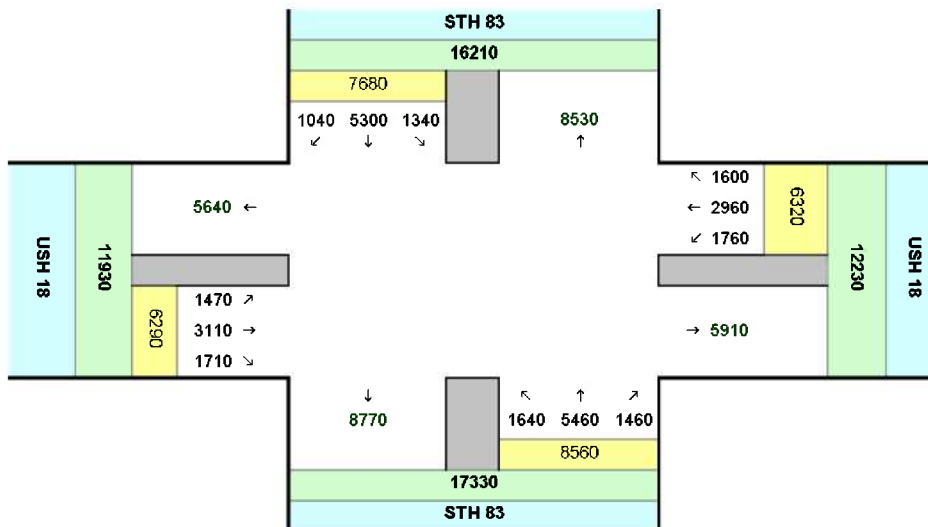 STH 83
16210
7680
1040 5300 1340
↙ ↓ ↘
8530
↑
USH 18
11930
5640 ←
↖ 1600
← 2960
↙ 1760
6320
12230
USH 18
6290
1470 ↗
3110 →
1710 ↘
→ 5910
↓
8770
↖ ↑ ↗
1640 5460 1460
8560
17330
STH 83